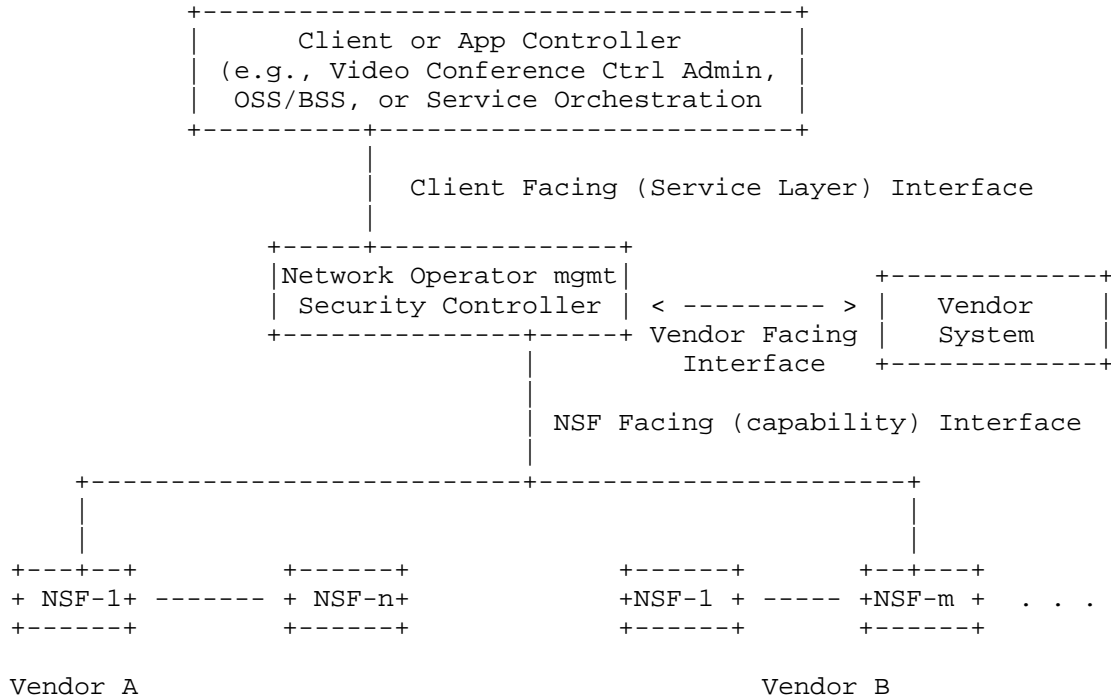 Client or App Controller
(e.g., Video Conference Ctrl Admin,
OSS/BSS, or Service Orchestration
Client Facing (Service Layer) Interface
Network Operator mgmt
Security Controller < --------- > Vendor
Vendor Facing System
Interface
NSF Facing (capability) Interface
+ NSF-1+ ------- + NSF-n+ +NSF-1 + ----- +NSF-m + . . .
Vendor A Vendor B